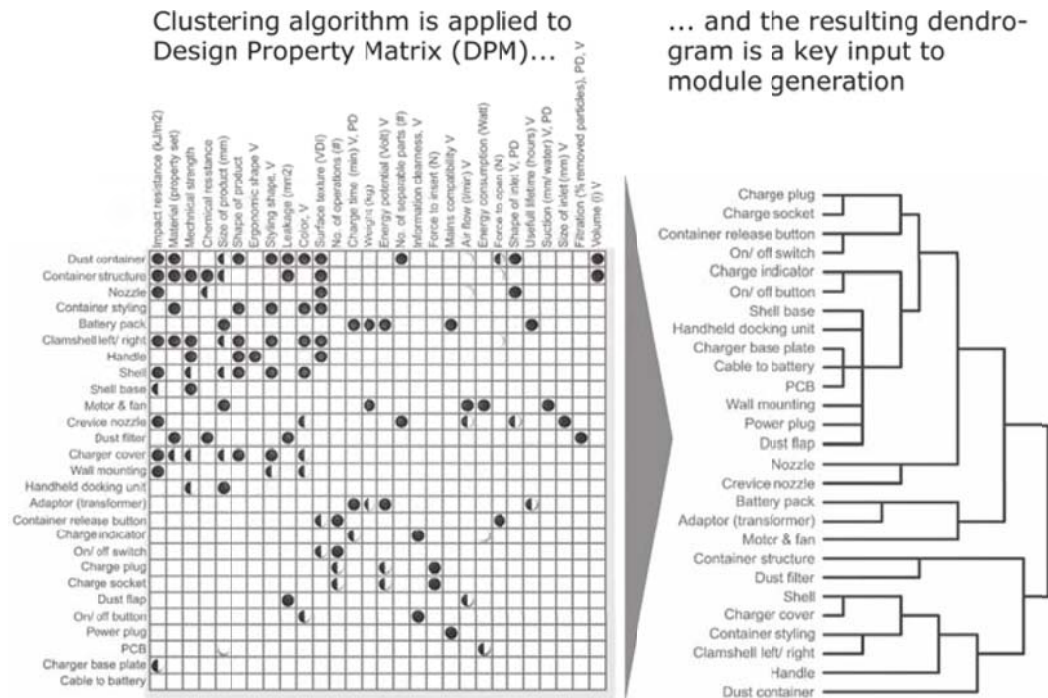 Clustering algorithm is applied to
Design Property Matrix (DPM)...
... and the resulting dendro-
gram is a key input to
module generation
Impact resistance (kJ/m2)
Material (property set)
Mechnical strength
Chemical resistance
Size of product (mm)
Shape of product
Ergonomic shape V
Styling shape, V
Leakage (mm2)
Color, V
Surface texture (VDI)
No. of operations (#)
Charge time (min) V, PD
Weight (kg)
Energy potential (Volt) V
No. of separable parts (#)
Information clearness, V
Force to insert (N)
Mains compatibility V
Air flow (l/min) V
Energy consumption (Watt)
Force to open (N)
Shape of inlet V, PD
Usefull lifetime (hours) V
Suction (mm/ water) V, PD
Size of inlet (mm) V
Filtration (% removed particles), PD, V
Volume (l) V
Dust container
Container structure
Nozzle
Container styling
Battery pack
Clamshell left/ right
Handle
Shell
Shell base
Motor & fan
Crevice nozzle
Dust filter
Charger cover
Wall mounting
Handheld docking unit
Adaptor (transformer)
Container release button
Charge indicator
On/ off switch
Charge plug
Charge socket
Dust flap
On/ off button
Power plug
PCB
Charger base plate
Cable to battery
Charge plug
Charge socket
Container release button
On/ off switch
Charge indicator
On/ off button
Shell base
Handheld docking unit
Charger base plate
Cable to battery
PCB
Wall mounting
Power plug
Dust flap
Nozzle
Crevice nozzle
Battery pack
Adaptor (transformer)
Motor & fan
Container structure
Dust filter
Shell
Charger cover
Container styling
Clamshell left/ right
Handle
Dust container